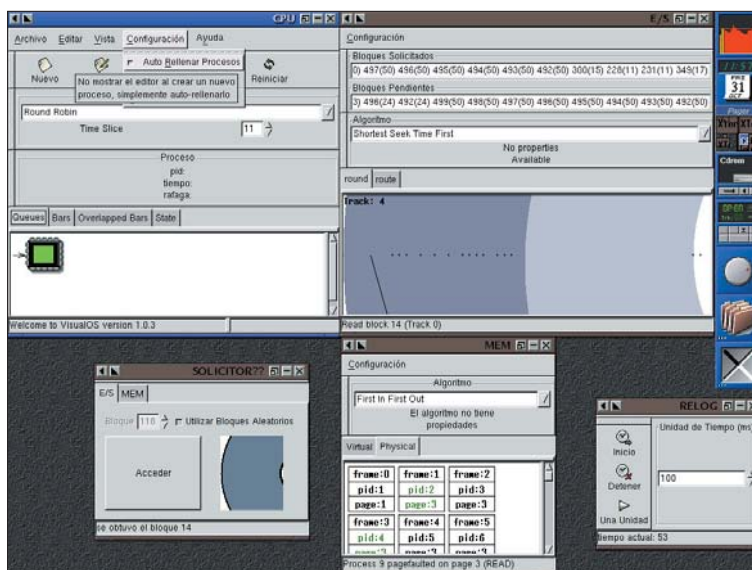 CPU
Archivo Editar Vista Configuración Ayuda
Auto Rellenar Procesos
Nuevo
Reiniciar
No mostrar el editor al crear un nuevo
proceso, simplemente auto-rellenarlo
Round Robin
Time Slice 11
Proceso
pid:
tiempo:
rafaga:
Queues Bars Overlapped Bars State
Welcome to VisualOS version 1.0.3
E/S
Configuración
Bloques Solicitados
0) 497(50) 496(50) 495(50) 494(50) 493(50) 492(50) 300(15) 228(11) 231(11) 349(17)
Bloques Pendientes
3) 496(24) 492(24) 499(50) 498(50) 497(50) 496(50) 495(50) 494(50) 493(50) 492(50)
Algoritmo
Shortest Seek Time First
No properties
Available
round route
Track: 4
Read block 14 (Track 0)
31
Cdrom
SOLICITOR??
E/S MEM
Bloque 116 Utilizar Bloques Aleatorios
Acceder
se obtuvo el bloque 14
MEM
Configuración
Algoritmo
First In First Out
El algoritmo no tiene
propiedades
Virtual Physical
frame:0 frame:1 frame:2
pid:1 pid:2 pid:3
page:1 page:3 page:3
frame:3 frame:4 frame:5
pid:4 pid:5 pid:6
Process 9 pagefaulted on page 3 (READ)
RELOG
Unidad de Tiempo (ms)
Inicio
100
Detener
Una Unidad
tiempo actual: 53